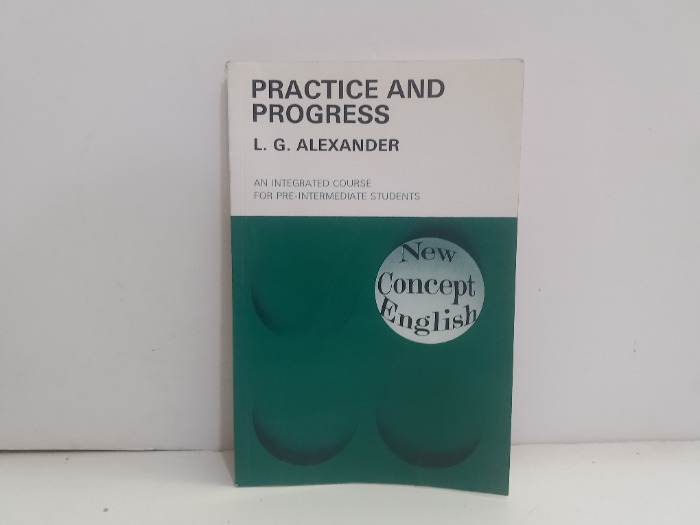 PRACTICE AND
PROGRESS
L. G. ALEXANDER
AN INTEGRATED COURSE
FOR PRE-INTERMEDIATE STUDENTS
New
Concept
English